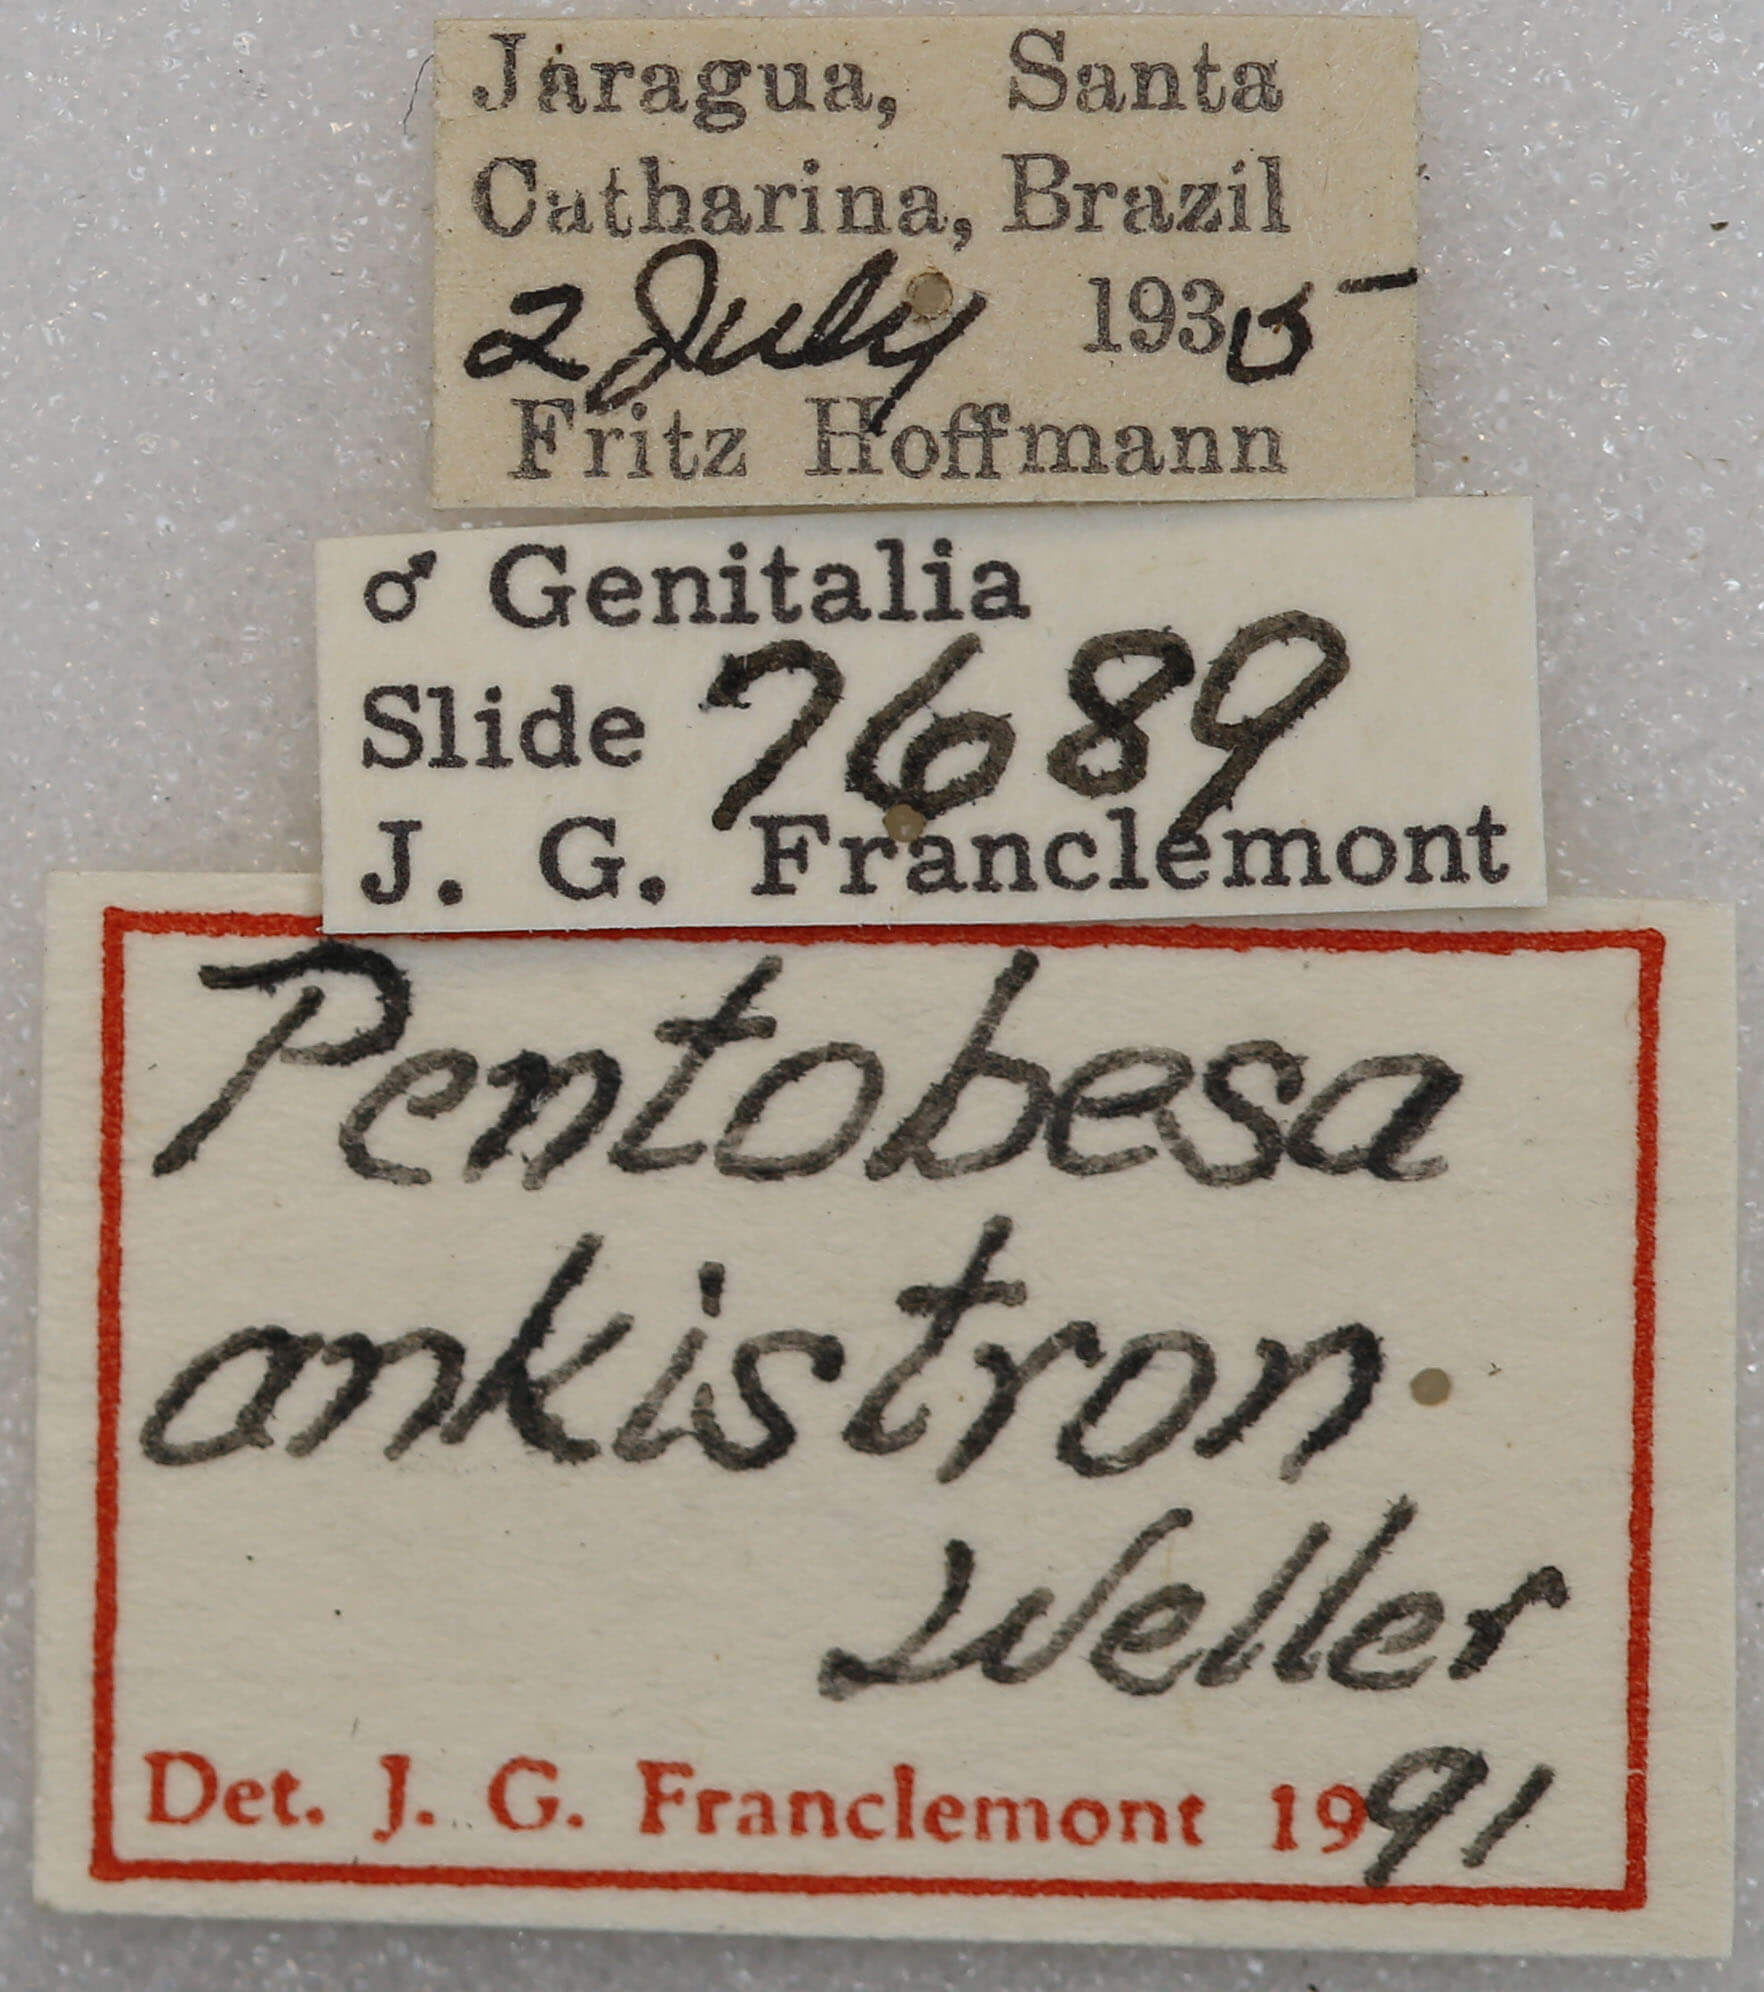 Jaragua, Santa
Catharina, Brazil
2 July 1935
Fritz Hoffmann
♂ Genitalia
Slide 7689
J. G. Franclemont
Pentobesa
ankistron
Weller
Det. J. G. Franclemont 1991